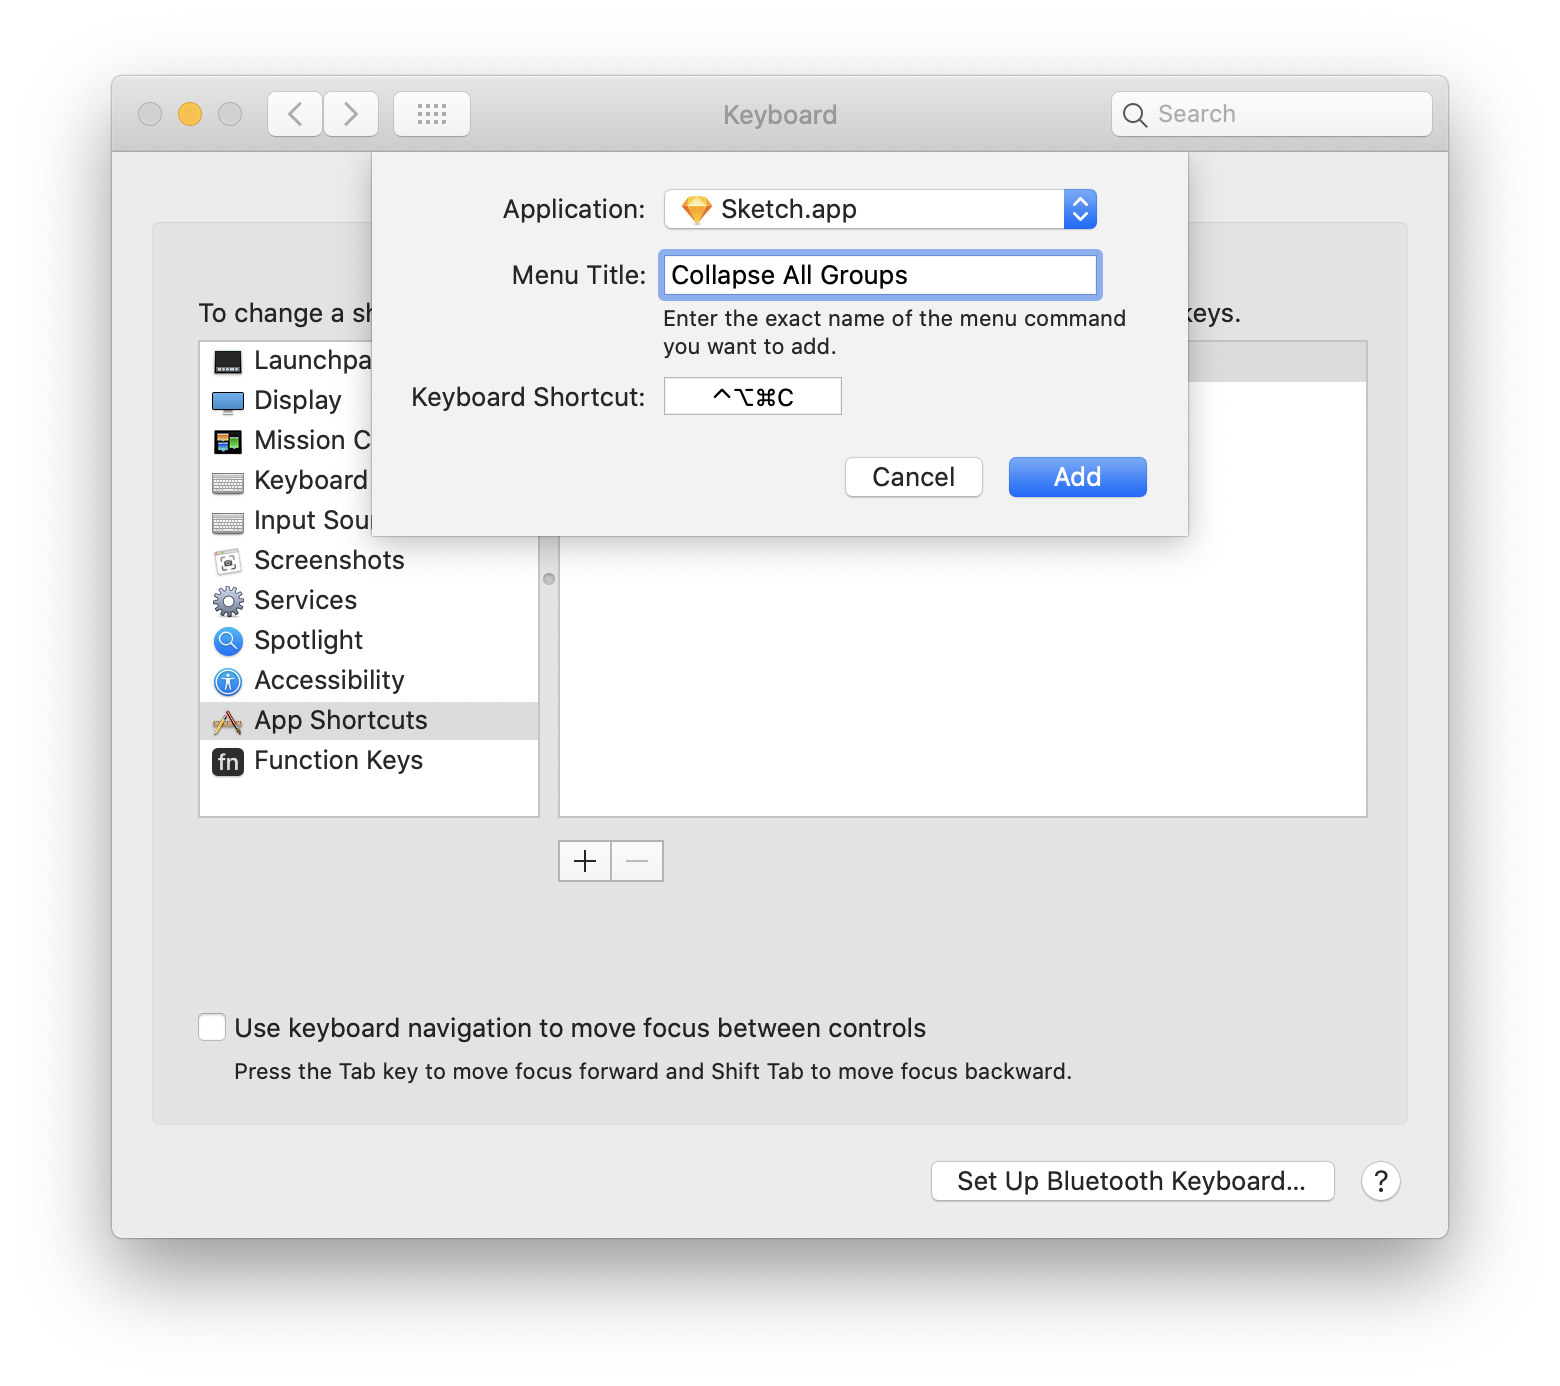 Keyboard
Search
Application:
Sketch.app
Menu Title:
Collapse All Groups
Enter the exact name of the menu command
you want to add.
Keyboard Shortcut:
^⌥⌘C
Cancel
Add
To change a
keys.
Display
Mission
Keyboard
Input
Screenshots
Services
Spotlight
Accessibility
App Shortcuts
fn
Function Keys
Use keyboard navigation to move focus between controls
Press the Tab key to move focus forward and Shift Tab to move focus backward.
Set Up Bluetooth Keyboard...
?